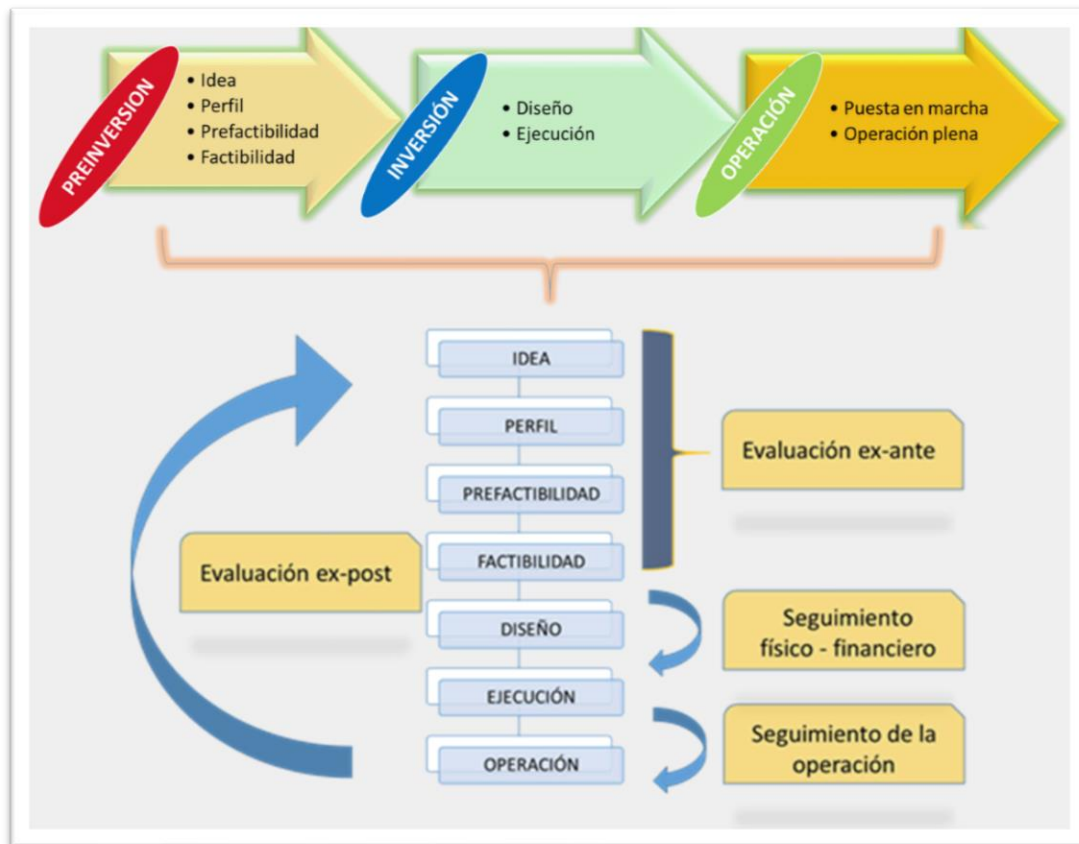 PREINVERSION
• Idea
• Perfil
• Prefactibilidad
• Factibilidad
INVERSIÓN
• Diseño
• Ejecución
OPERACIÓN
• Puesta en marcha
• Operación plena
IDEA
PERFIL
PREFACTIBILIDAD
FACTIBILIDAD
DISEÑO
EJECUCIÓN
OPERACIÓN
Evaluación ex-ante
Evaluación ex-post
Seguimiento
físico - financiero
Seguimiento de la
operación